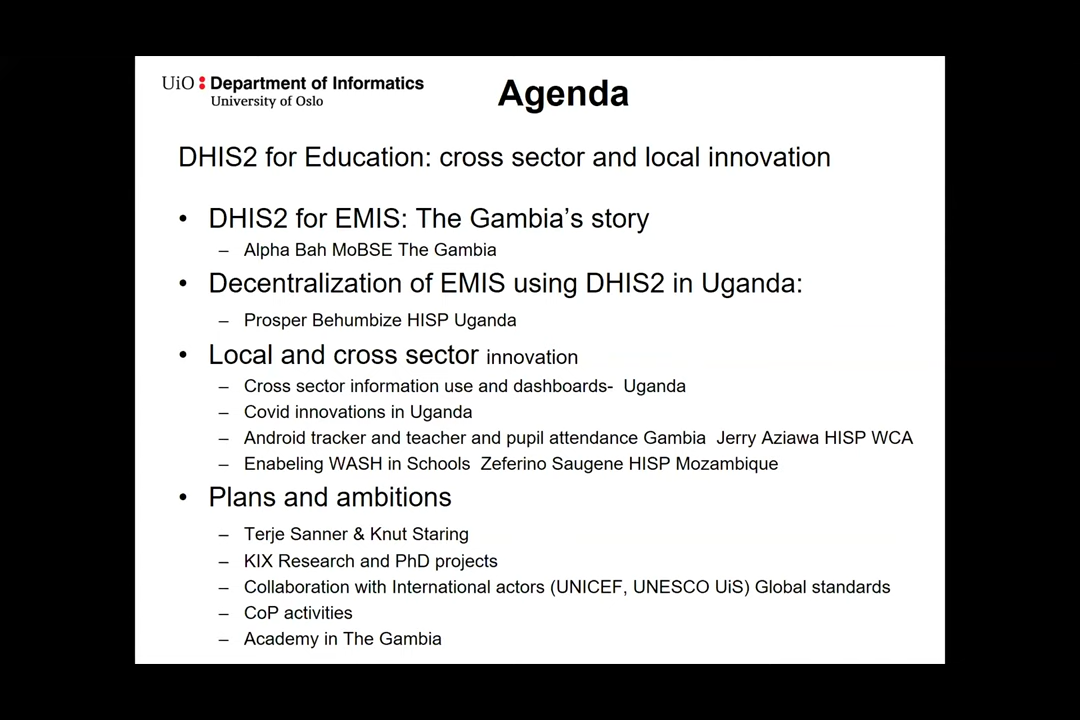 UiO : Department of Informatics
University of Oslo
Agenda
DHIS2 for Education: cross sector and local innovation
• DHIS2 for EMIS: The Gambia’s story
– Alpha Bah MoBSE The Gambia
• Decentralization of EMIS using DHIS2 in Uganda:
– Prosper Behumbize HISP Uganda
• Local and cross sector innovation
– Cross sector information use and dashboards- Uganda
– Covid innovations in Uganda
– Android tracker and teacher and pupil attendance Gambia Jerry Aziawa HISP WCA
– Enabeling WASH in Schools Zeferino Saugene HISP Mozambique
• Plans and ambitions
– Terje Sanner & Knut Staring
– KIX Research and PhD projects
– Collaboration with International actors (UNICEF, UNESCO UiS) Global standards
– CoP activities
– Academy in The Gambia